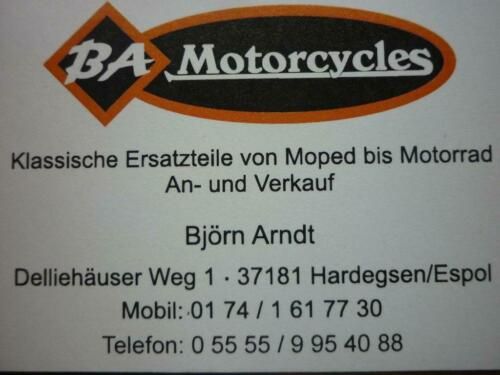 BA Motorcycles
Klassische Ersatzteile von Moped bis Motorrad
An- und Verkauf
Björn Arndt
Delliehäuser Weg 1 · 37181 Hardegsen/Espol
Mobil: 01 74 / 1 61 77 30
Telefon: 0 55 55 / 9 95 40 88